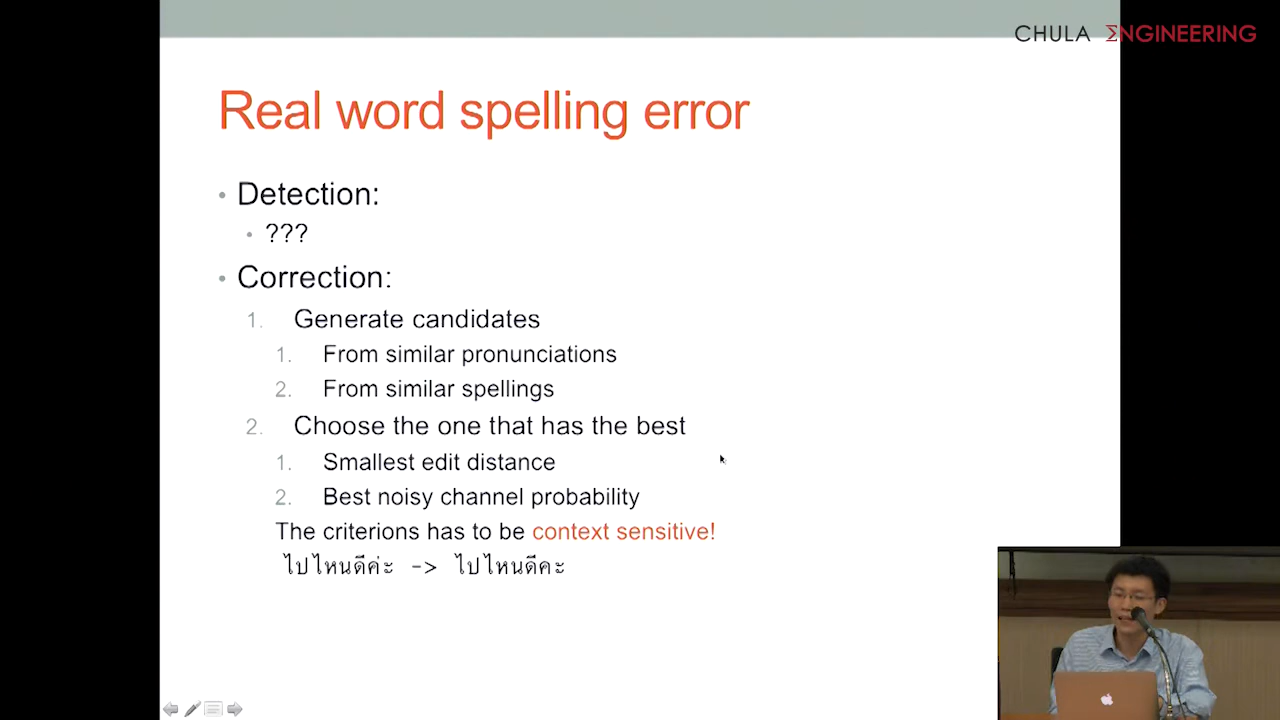 CHULA ΣNGINEERING
Real word spelling error
• Detection:
• ???
• Correction:
1. Generate candidates
1. From similar pronunciations
2. From similar spellings
2. Choose the one that has the best
1. Smallest edit distance
2. Best noisy channel probability
The criterions has to be context sensitive!
ไปไหนดีค่ะ -> ไปไหนดีคะ